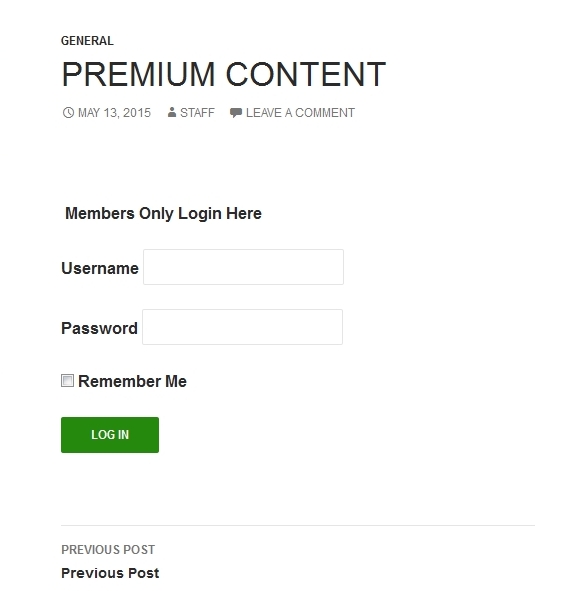 GENERAL
PREMIUM CONTENT
MAY 13, 2015 STAFF LEAVE A COMMENT
Members Only Login Here
Username
Password
Remember Me
LOG IN
PREVIOUS POST
Previous Post